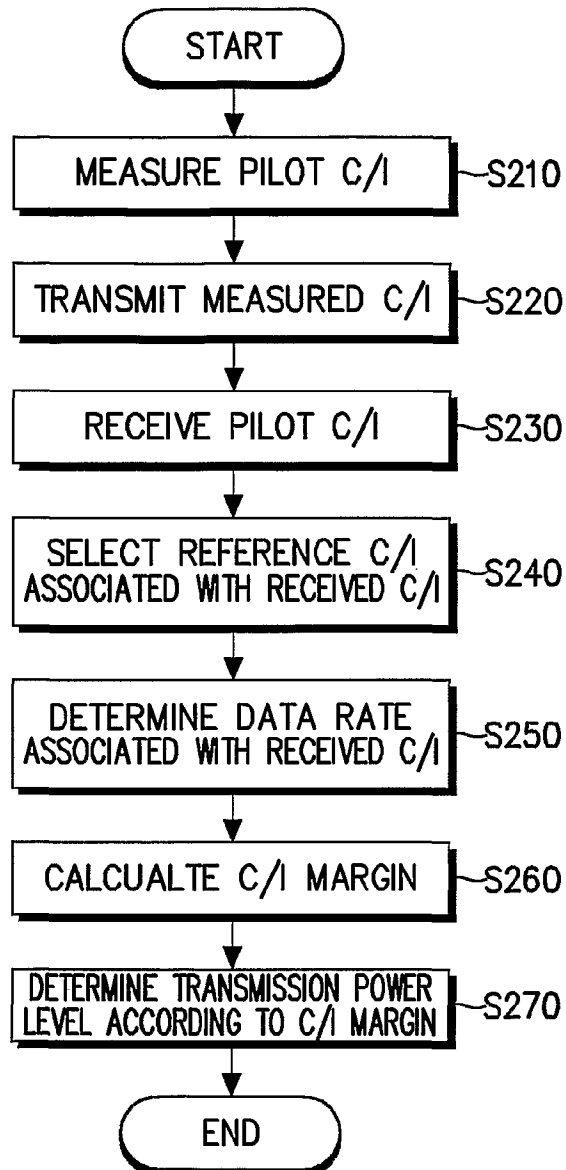 START
MEASURE PILOT C/I
S210
TRANSMIT MEASURED C/I
S220
RECEIVE PILOT C/I
S230
SELECT REFERENCE C/I
ASSOCIATED WITH RECEIVED C/I
S240
DETERMINE DATA RATE
ASSOCIATED WITH RECEIVED C/I
S250
CALCUALTE C/I MARGIN
S260
DETERMINE TRANSMISSION POWER
LEVEL ACCORDING TO C/I MARGIN
S270
END